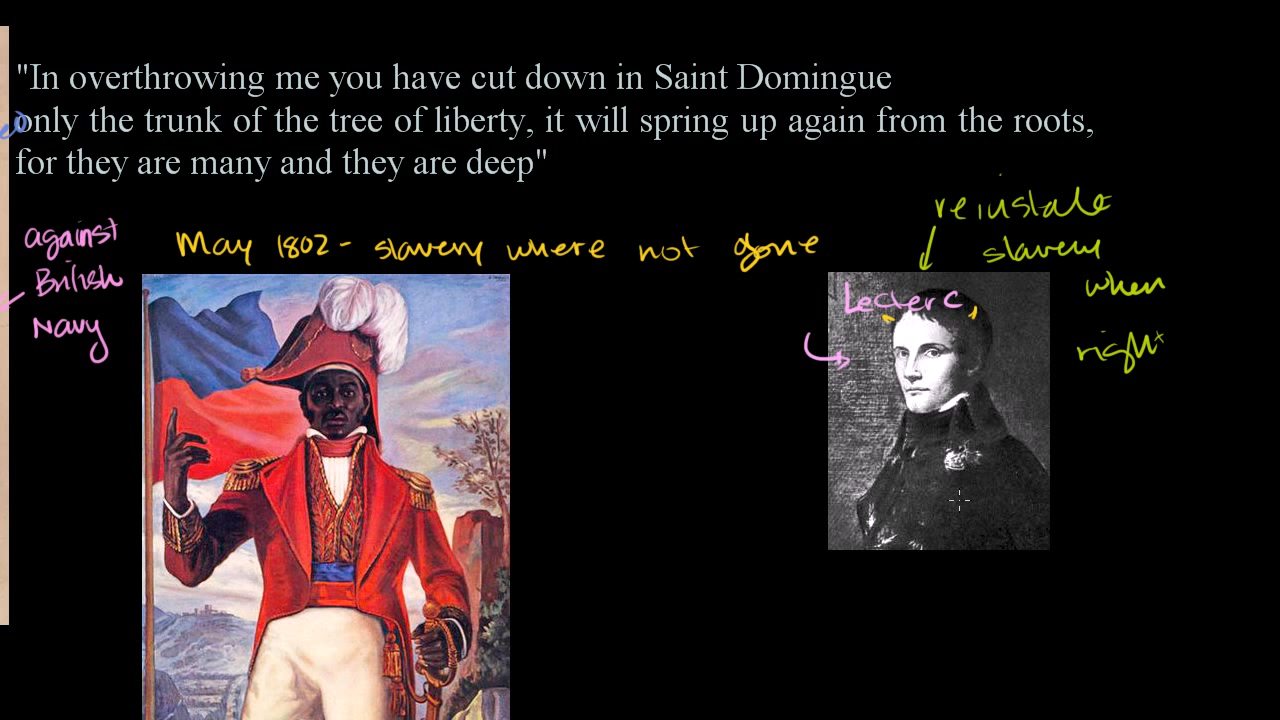 "In overthrowing me you have cut down in Saint Domingue
only the trunk of the tree of liberty, it will spring up again from the roots,
for they are many and they are deep"
reinstate
slavery
when
right
against
British
Navy
May 1802 - slavery where not gone
Leclerc